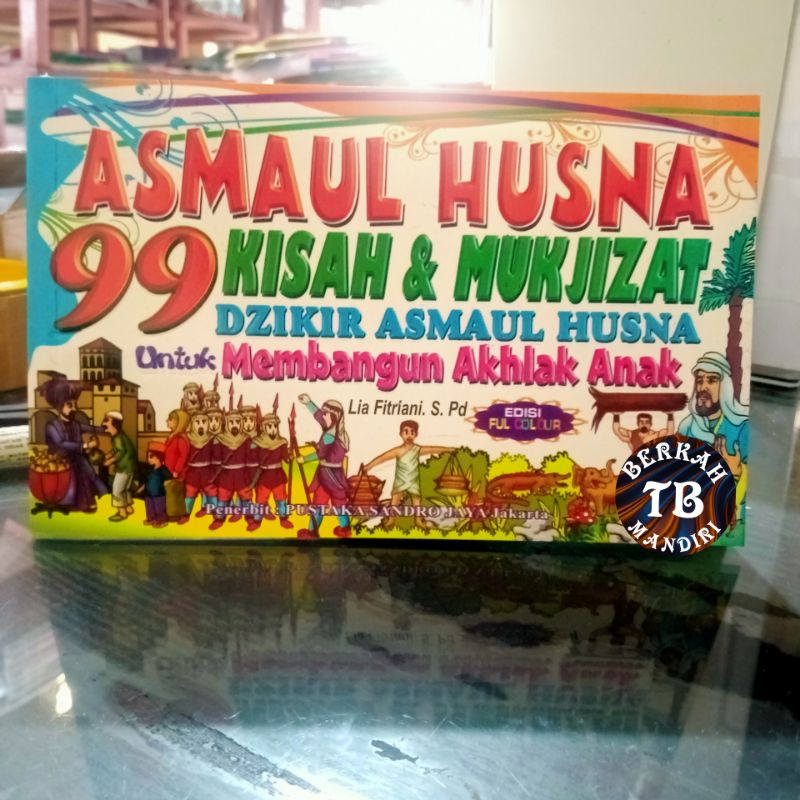 ASMAUL HUSNA
99 KISAH & MUKJIZAT
DZIKIR ASMAUL HUSNA
Untuk Membangun Akhlak Anak
Lia Fitriani. S. Pd
EDISI
FUL COLOUR
Penerbit : PUSTAKA SANDRO JAYA Jakarta
BERKAH
TB
MANDIRI